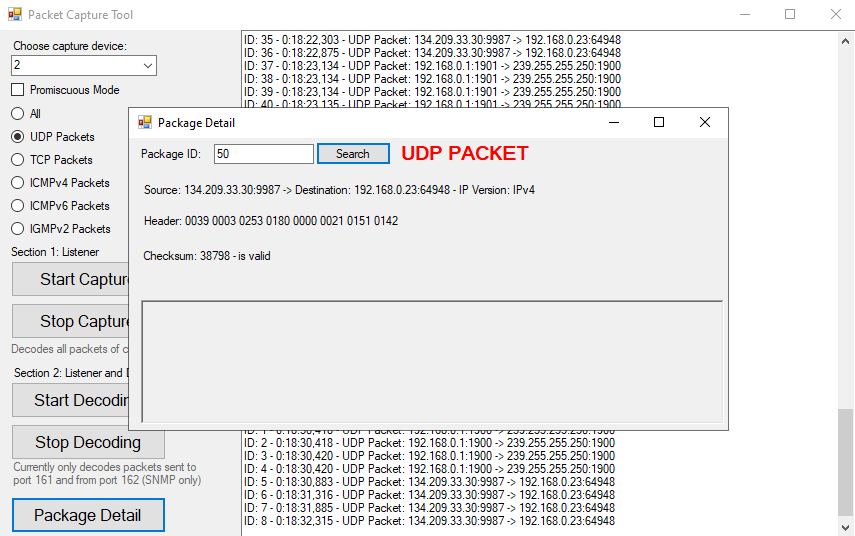 Packet Capture Tool
Choose capture device:
2
Promiscuous Mode
All
UDP Packets
TCP Packets
ICMPv4 Packets
ICMPv6 Packets
IGMPv2 Packets
Section 1: Listener
Start Captur
Stop Capture
Decodes all packets of c
Section 2: Listener and
Start Decodin
Stop Decoding
Currently only decodes packets sent to
port 161 and from port 162 (SNMP only)
Package Detail
ID: 35 - 0:18:22,303 - UDP Packet: 134.209.33.30:9987 -> 192.168.0.23:64948
ID: 36 - 0:18:22,875 - UDP Packet: 134.209.33.30:9987 -> 192.168.0.23:64948
ID: 37 - 0:18:23,134 - UDP Packet: 192.168.0.1:1901 -> 239.255.255.250:1900
ID: 38 - 0:18:23,134 - UDP Packet: 192.168.0.1:1901 -> 239.255.255.250:1900
ID: 39 - 0:18:23,134 - UDP Packet: 192.168.0.1:1901 -> 239.255.255.250:1900
ID: 40 - 0:18:23,135 - UDP Packet: 192.168.0.1:1901 -> 239.255.255.250:1900
Package Detail
Package ID:
50
Search
UDP PACKET
Source: 134.209.33.30:9987 -> Destination: 192.168.0.23:64948 - IP Version: IPv4
Header: 0039 0003 0253 0180 0000 0021 0151 0142
Checksum: 38798 - is valid
ID: 1 - 0:18:30,418 - UDP Packet: 192.168.0.1:1900 -> 239.255.255.250:1900
ID: 2 - 0:18:30,418 - UDP Packet: 192.168.0.1:1900 -> 239.255.255.250:1900
ID: 3 - 0:18:30,420 - UDP Packet: 192.168.0.1:1900 -> 239.255.255.250:1900
ID: 4 - 0:18:30,420 - UDP Packet: 192.168.0.1:1900 -> 239.255.255.250:1900
ID: 5 - 0:18:30,883 - UDP Packet: 134.209.33.30:9987 -> 192.168.0.23:64948
ID: 6 - 0:18:31,316 - UDP Packet: 134.209.33.30:9987 -> 192.168.0.23:64948
ID: 7 - 0:18:31,885 - UDP Packet: 134.209.33.30:9987 -> 192.168.0.23:64948
ID: 8 - 0:18:32,315 - UDP Packet: 134.209.33.30:9987 -> 192.168.0.23:64948